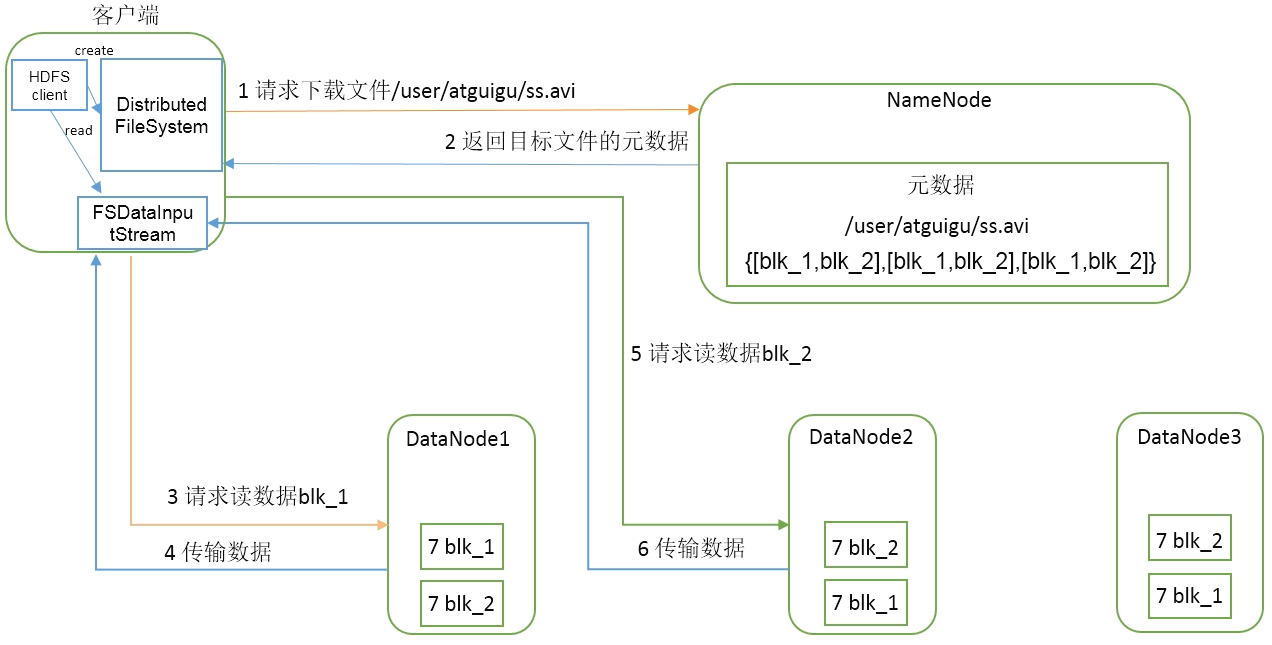 客户端
create
HDFS
client
Distributed
FileSystem
read
FSDataInpu
tStream
1 请求下载文件/user/atguigu/ss.avi
2 返回目标文件的元数据
NameNode
元数据
/user/atguigu/ss.avi
{[blk_1,blk_2],[blk_1,blk_2],[blk_1,blk_2]}
5 请求读数据blk_2
3 请求读数据blk_1
4 传输数据
6 传输数据
DataNode1
7 blk_1
7 blk_2
DataNode2
7 blk_2
7 blk_1
DataNode3
7 blk_2
7 blk_1